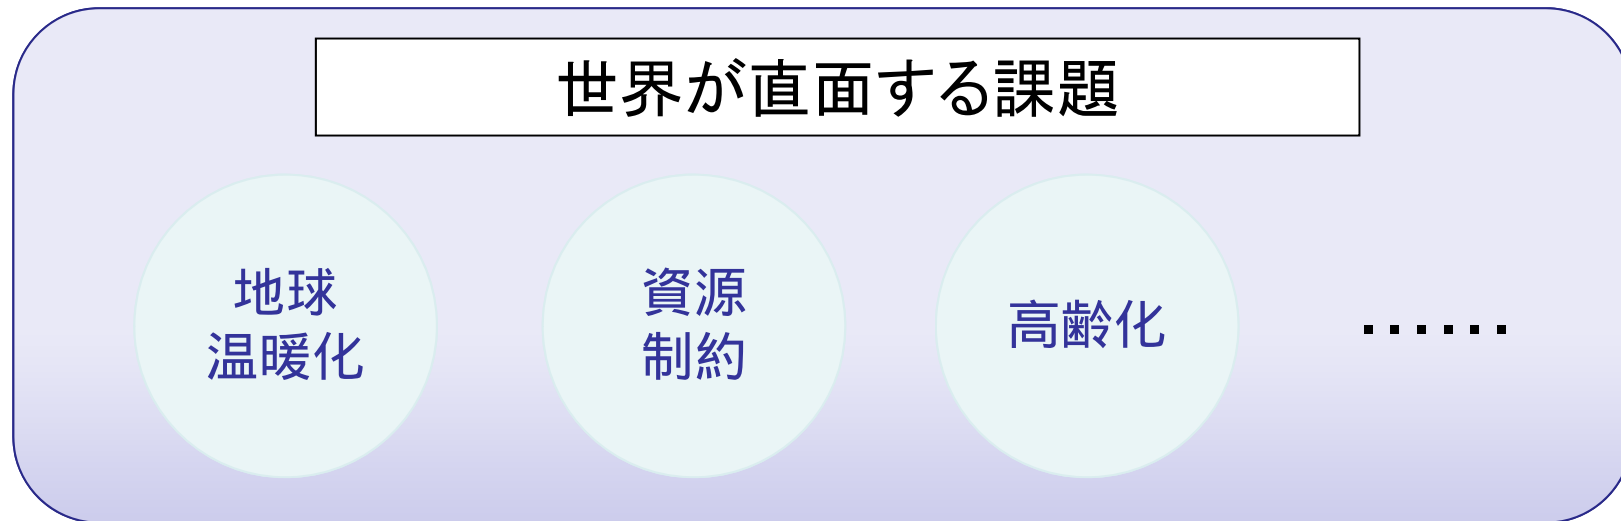 世界が直面する課題
地球
温暖化
資源
制約
高齢化
・・・・・・